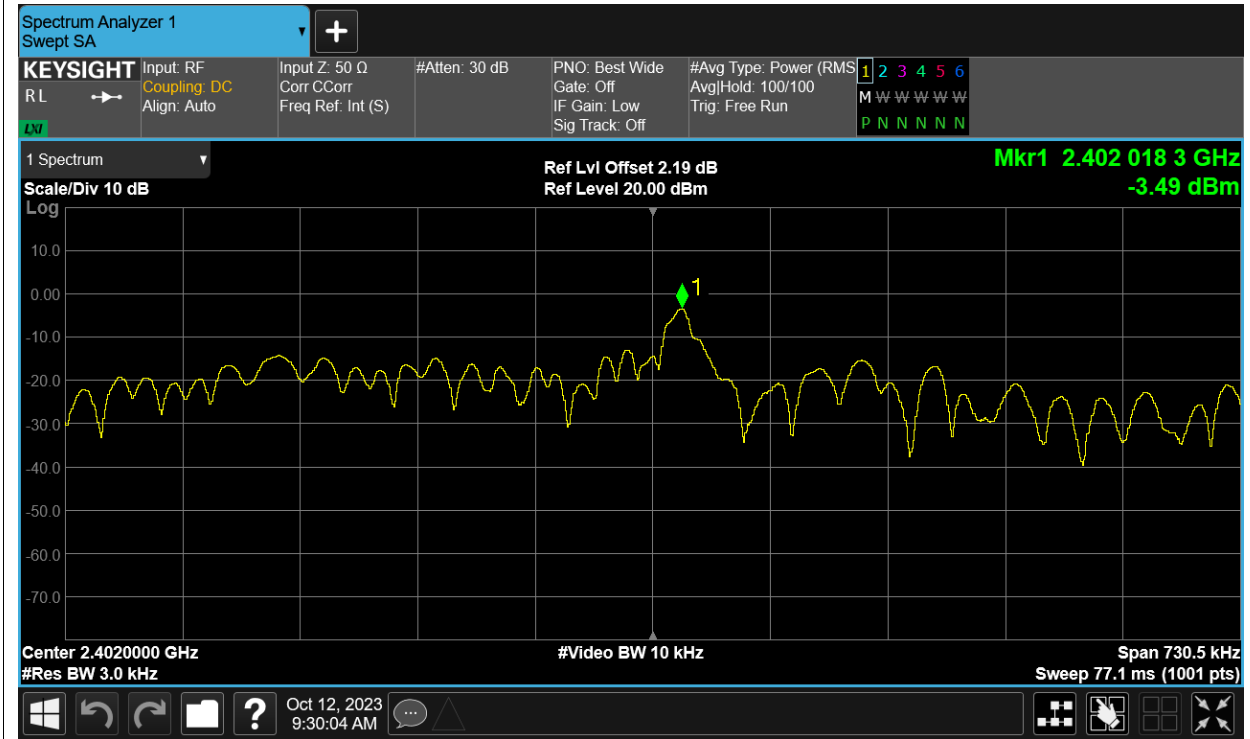 Spectrum Analyzer 1
Swept SA
KEYSIGHT
R L
LXI
Input: RF
Coupling: DC
Align: Auto
Input Z: 50 Ω
Corr CCorr
Freq Ref: Int (S)
#Atten: 30 dB
PNO: Best Wide
Gate: Off
IF Gain: Low
Sig Track: Off
#Avg Type: Power (RMS
Avg|Hold: 100/100
Trig: Free Run
1 2 3 4 5 6
M W W W W W
P N N N N N
1 Spectrum
Scale/Div 10 dB
Log
Ref Lvl Offset 2.19 dB
Ref Level 20.00 dBm
Mkr1 2.402 018 3 GHz
-3.49 dBm
1
10.0
0.00
-10.0
-20.0
-30.0
-40.0
-50.0
-60.0
-70.0
Center 2.4020000 GHz
#Res BW 3.0 kHz
#Video BW 10 kHz
Span 730.5 kHz
Sweep 77.1 ms (1001 pts)
?
Oct 12, 2023
9:30:04 AM